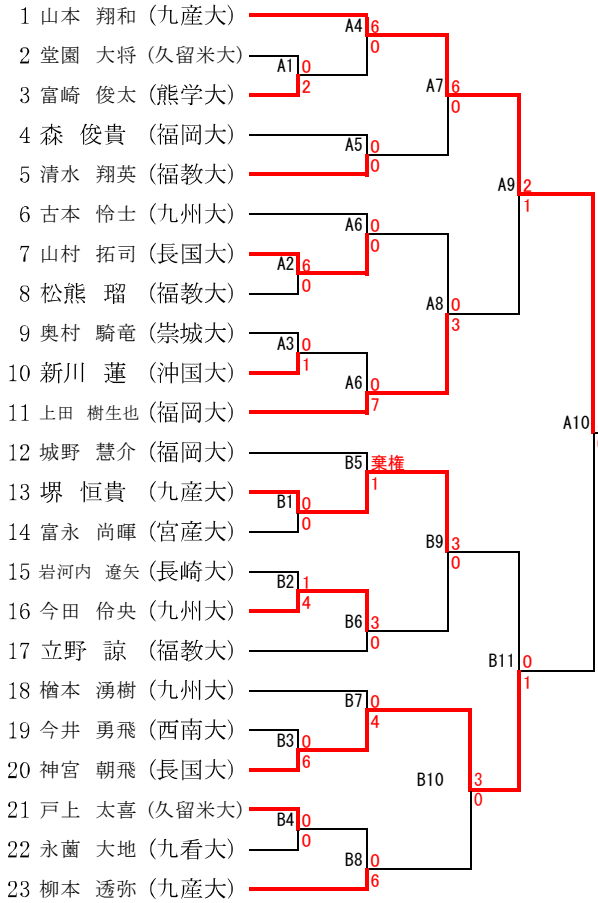 1 山本 翔和 (九産大)
2 堂園 大将 (久留米大)
3 富崎 俊太 (熊学大)
4 森 俊貴 (福岡大)
5 清水 翔英 (福教大)
6 古本 怜士 (九州大)
7 山村 拓司 (長国大)
8 松熊 瑠 (福教大)
9 奥村 騎竜 (崇城大)
10 新川 蓮 (沖国大)
11 上田 樹生也 (福岡大)
12 城野 慧介 (福岡大)
13 堺 恒貴 (九産大)
14 富永 尚暉 (宮産大)
15 岩河内 遼矢 (長崎大)
16 今田 伶央 (九州大)
17 立野 諒 (福教大)
18 楢本 湧樹 (九州大)
19 今井 勇飛 (西南大)
20 神宮 朝飛 (長国大)
21 戸上 太喜 (久留米大)
22 永薗 大地 (九看大)
23 柳本 透弥 (九産大)
A1 0
2
A2 6
0
A3 0
1
B1 0
0
B2 1
4
B3 0
6
B4 0
0
A4 6
0
A5 0
0
A6 0
0
A6 0
7
B5 棄権
1
B6 3
0
B7 0
4
B8 0
6
A7 6
0
A8 0
3
B9 3
0
B10 3
0
A9 2
1
B11 0
1
A10